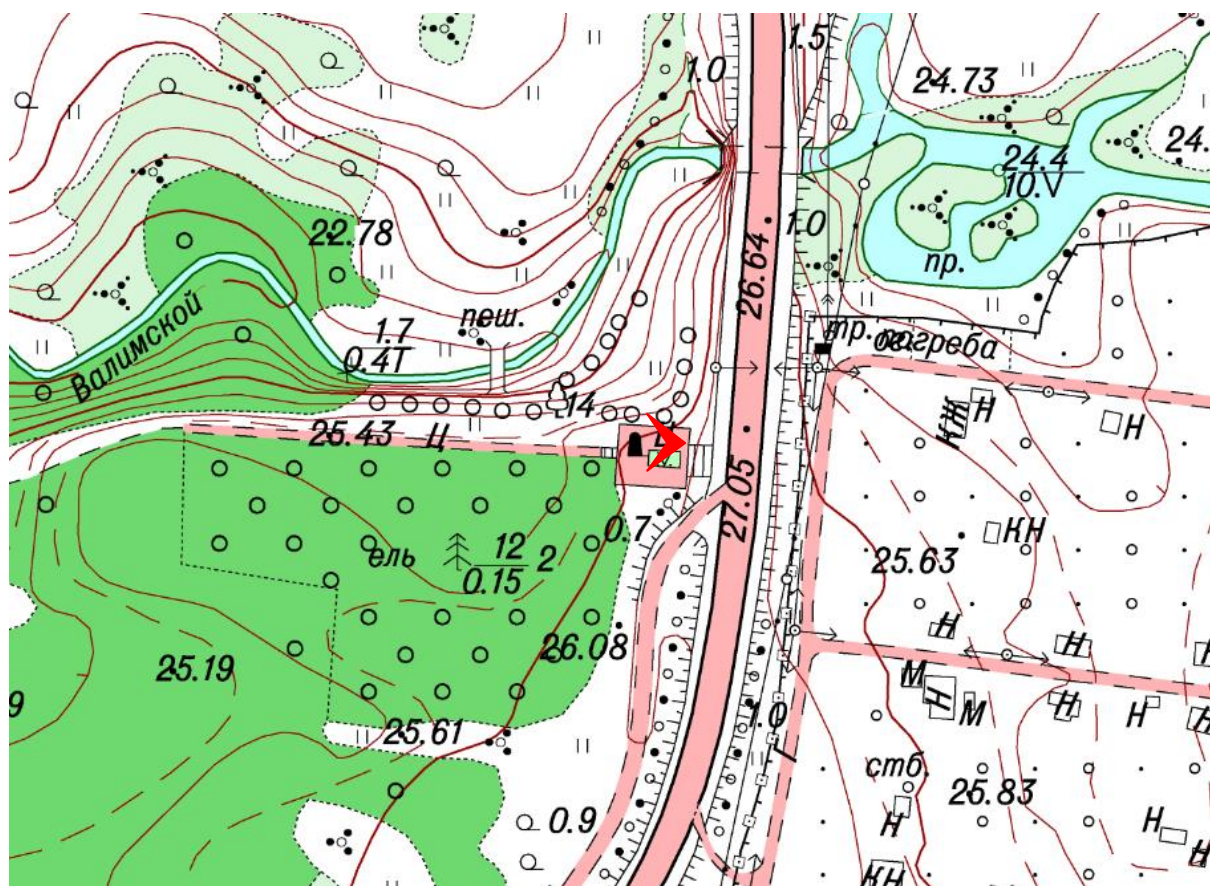 1.5
1.0
24.73
24.4
10.V
24.
22.78
1.0
пр.
26.64
пеш.
1.7
0.4Т
Валимской
тр.
погреба
14
КЖ
Н
Н
25.43
Ц
27.05
0.7
КН
25.63
ель
12
0.15
2
26.08
Н
Н
Н
25.19
М
Н
М
Н
Н
Н
9
1.0
Г
25.61
стб.
25.83
0.9
Н
Н
Н
КН